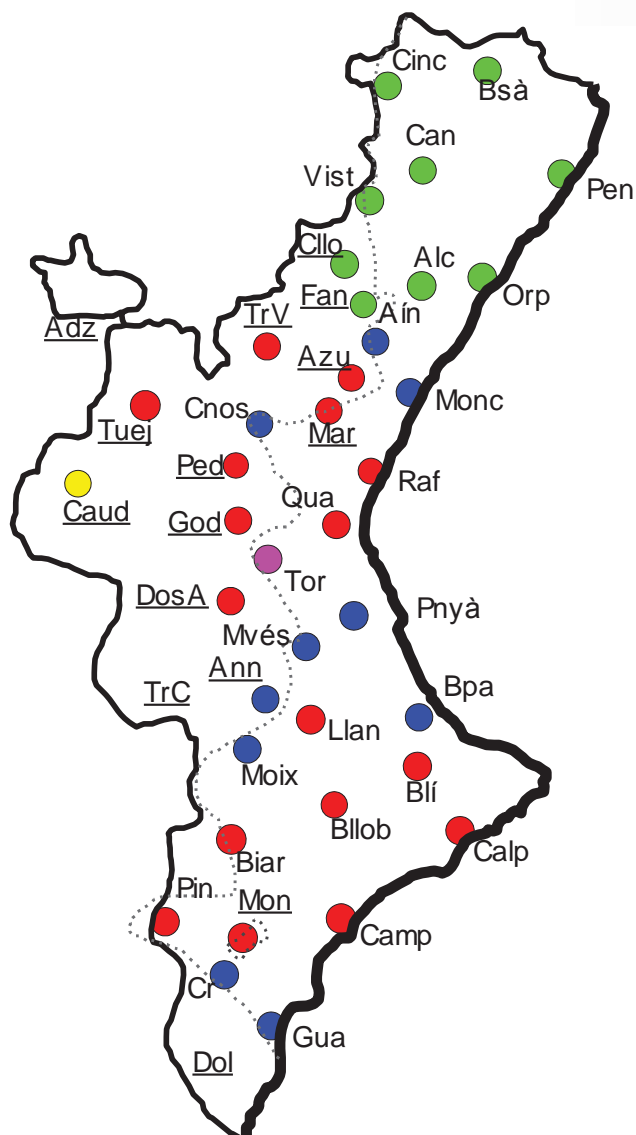 Cinc
Bsà
Can
Vist
Pen
Cllo
Alc
Fan
Orp
TrV
Aín
Adz
Azu
Cnos
Monc
Tuej
Mar
Ped
Raf
Caud
Qua
God
Tor
DosA
Pnyà
Mvés
Ann
TrC
Bpa
Llan
Moix
Blí
Bllob
Calp
Biar
Pin
Mon
Camp
Cr
Gua
Dol